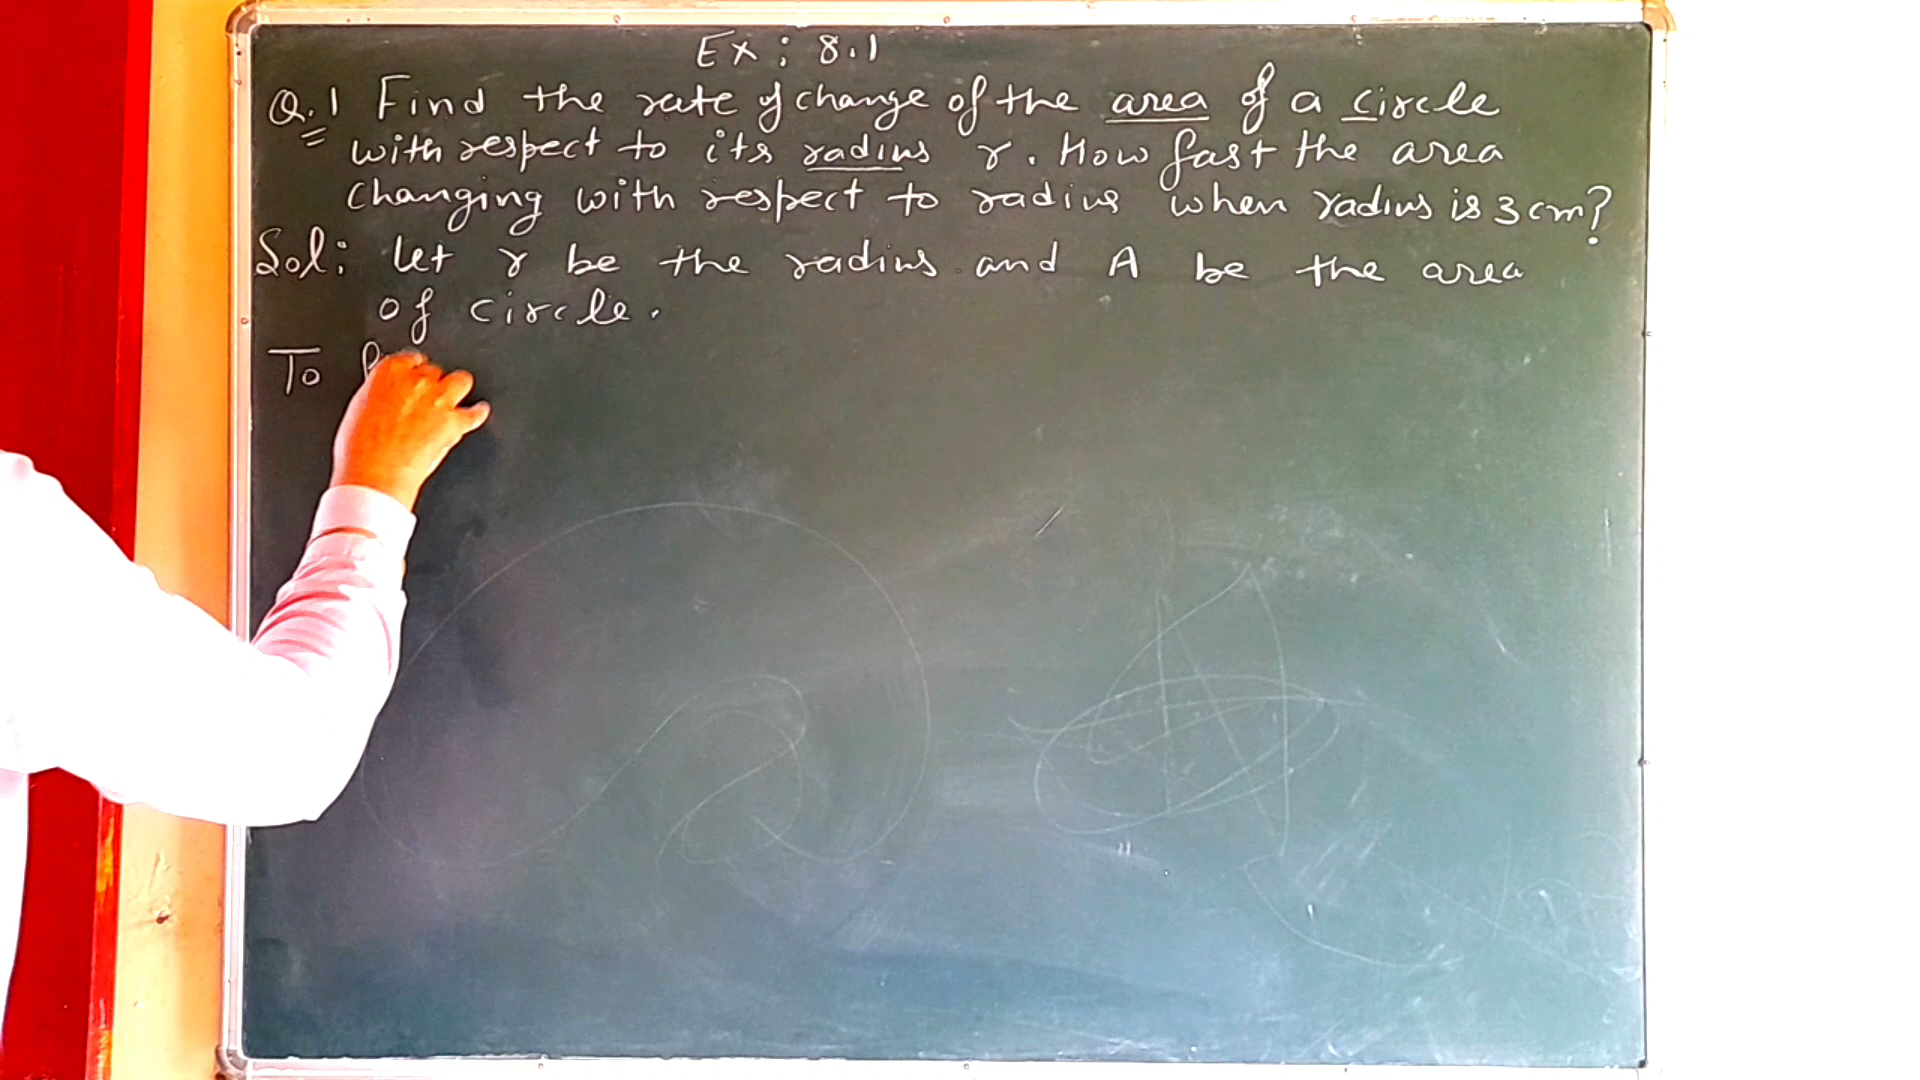 Ex: 8.1
Q.1 Find the rate of change of the area of a circle
with respect to its radius r. How fast the area
changing with respect to radius when radius is 3 cm?
Sol: let r be the radius and A be the area
of circle.
To